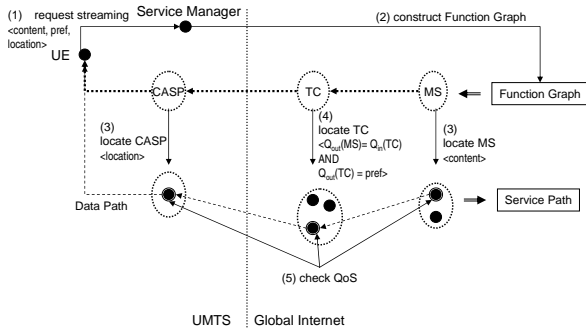 (1) request streaming
<content, pref,
location>
UE
Service Manager
(2) construct Function Graph
CASP
TC
MS
Function Graph
(3)
locate CASP
<location>
(4)
locate TC
<Qout(MS)= Qin(TC)
AND
Qout(TC) = pref>
(3)
locate MS
<content>
Data Path
Service Path
(5) check QoS
UMTS
Global Internet